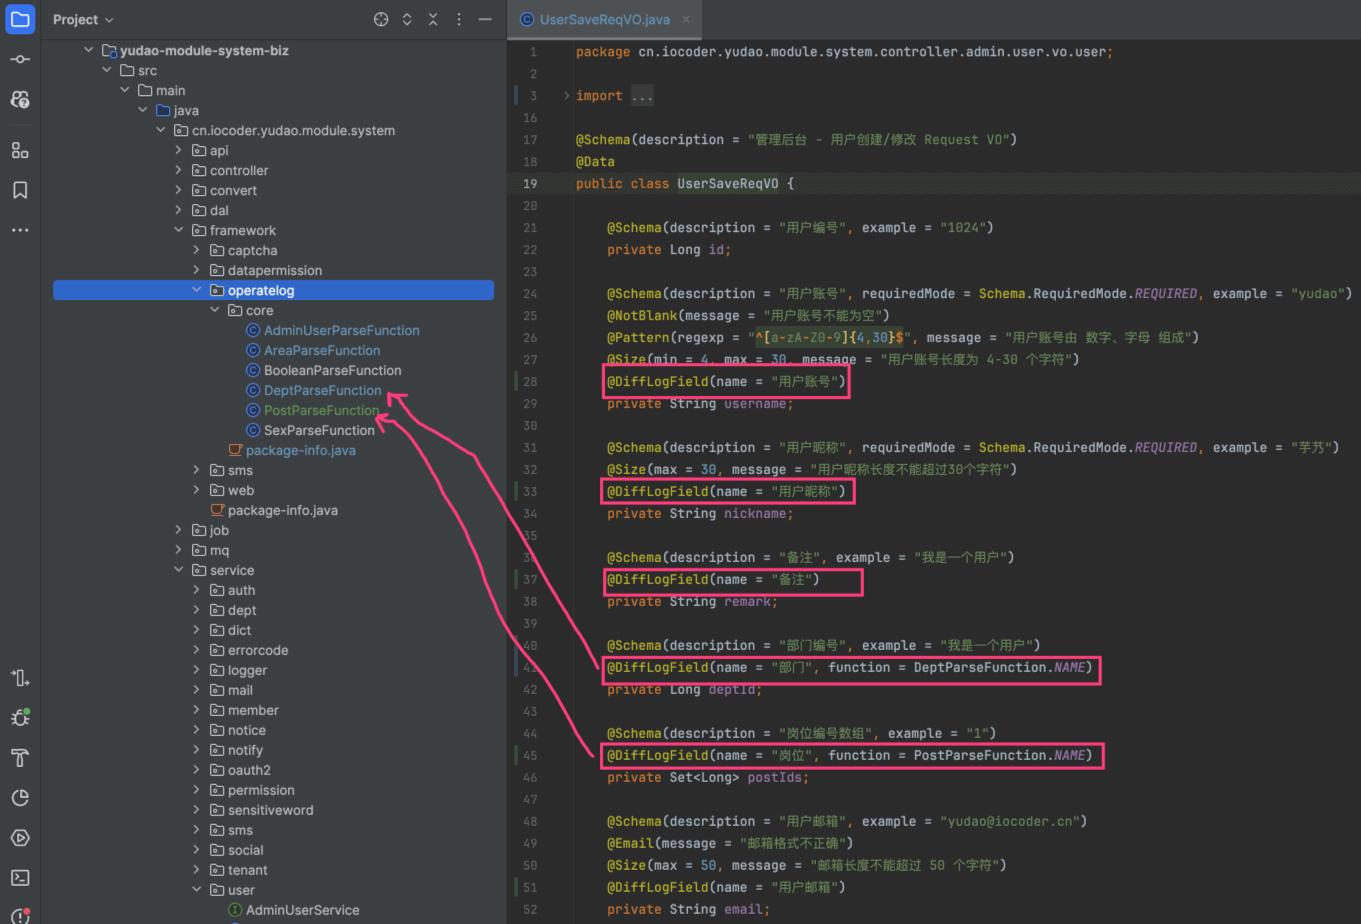 Project
yudao-module-system-biz
src
main
java
cn.iocoder.yudao.module.system
api
controller
convert
dal
framework
captcha
datapermission
operatelog
core
AdminUserParseFunction
AreaParseFunction
BooleanParseFunction
DeptParseFunction
PostParseFunction
SexParseFunction
package-info.java
sms
web
package-info.java
job
mq
service
auth
dept
dict
errorcode
logger
mail
member
notice
notify
oauth2
permission
sensitiveword
sms
social
tenant
user
AdminUserService
UserSaveReqVO.java
1 package cn.iocoder.yudao.module.system.controller.admin.user.vo.user;
2
3 import ...
16
17 @Schema(description = "管理后台 - 用户创建/修改 Request VO")
18 @Data
19 public class UserSaveReqVO {
20
21 @Schema(description = "用户编号", example = "1024")
22 private Long id;
23
24 @Schema(description = "用户账号", requiredMode = Schema.RequiredMode.REQUIRED, example = "yudao")
25 @NotBlank(message = "用户账号不能为空")
26 @Pattern(regexp = "^[a-zA-Z0-9]{4,30}$", message = "用户账号由 数字、字母 组成")
27 @Size(min = 4, max = 30, message = "用户账号长度为 4-30 个字符")
28 @DiffLogField(name = "用户账号")
29 private String username;
30
31 @Schema(description = "用户昵称", requiredMode = Schema.RequiredMode.REQUIRED, example = "芋艿")
32 @Size(max = 30, message = "用户昵称长度不能超过30个字符")
33 @DiffLogField(name = "用户昵称")
34 private String nickname;
35
36 @Schema(description = "备注", example = "我是一个用户")
37 @DiffLogField(name = "备注")
38 private String remark;
39
40 @Schema(description = "部门编号", example = "我是一个用户")
41 @DiffLogField(name = "部门", function = DeptParseFunction.NAME)
42 private Long deptId;
43
44 @Schema(description = "岗位编号数组", example = "1")
45 @DiffLogField(name = "岗位", function = PostParseFunction.NAME)
46 private Set<Long> postIds;
47
48 @Schema(description = "用户邮箱", example = "yudao@iocoder.cn")
49 @Email(message = "邮箱格式不正确")
50 @Size(max = 50, message = "邮箱长度不能超过 50 个字符")
51 @DiffLogField(name = "用户邮箱")
52 private String email;